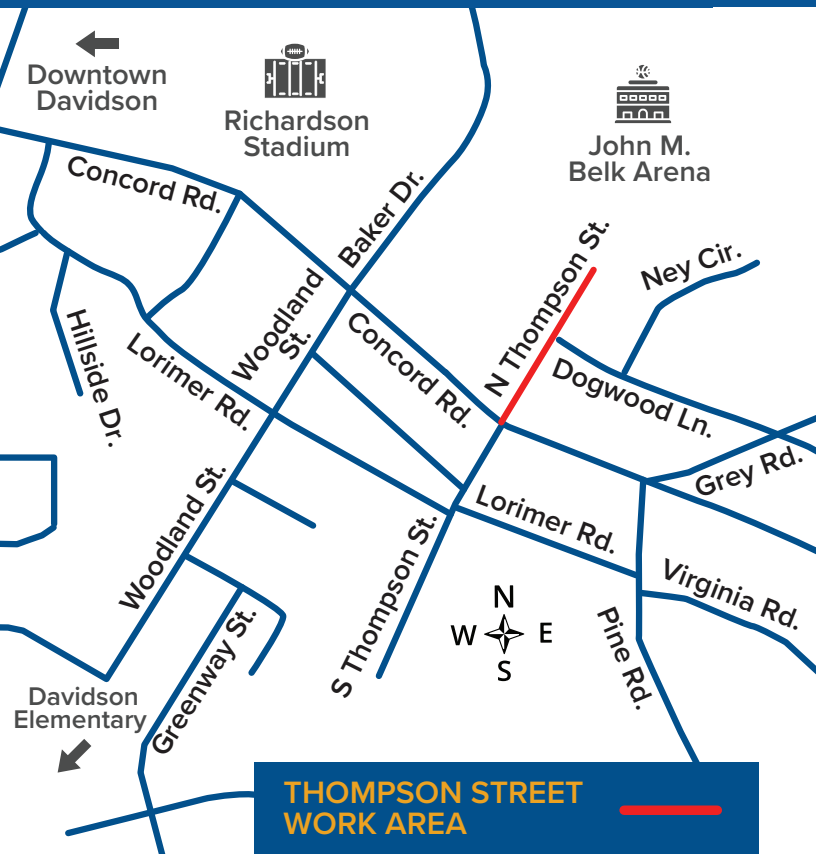 Downtown
Davidson
Richardson
Stadium
John M.
Belk Arena
Concord Rd.
Baker Dr.
N Thompson St.
Ney Cir.
Woodland
St.
Concord Rd.
Hillside Dr.
Lorimer Rd.
Dogwood Ln.
Grey Rd.
Woodland St.
Lorimer Rd.
S Thompson St.
Virginia Rd.
N
W E
S
Pine Rd.
Greenway St.
Davidson
Elementary
THOMPSON STREET
WORK AREA